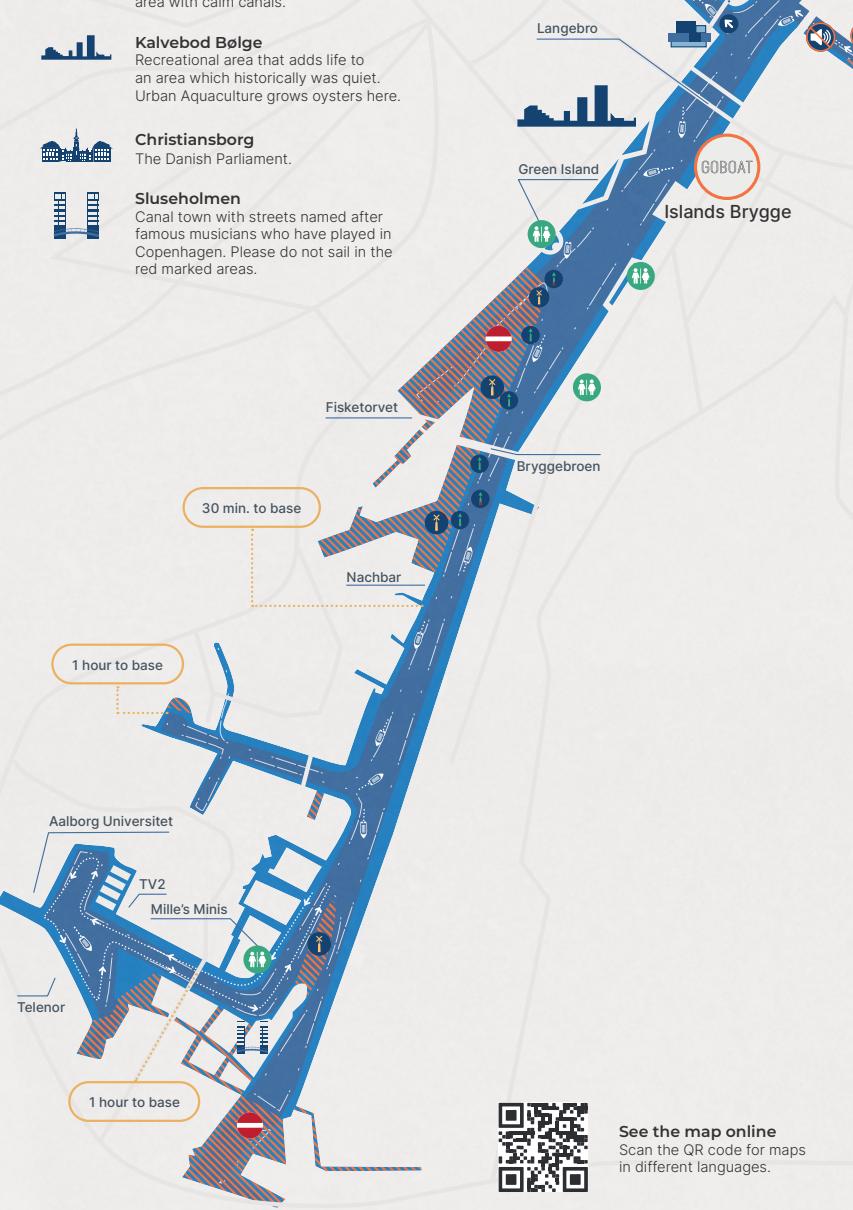 area with calm canals.
Kalvebod Bølge
Recreational area that adds life to
an area which historically was quiet.
Urban Aquaculture grows oysters here.
Christiansborg
The Danish Parliament.
Sluseholmen
Canal town with streets named after
famous musicians who have played in
Copenhagen. Please do not sail in the
red marked areas.
Langebro
GOBOAT
Islands Brygge
Green Island
Fisketorvet
Bryggebroen
30 min. to base
Nachbar
1 hour to base
Aalborg Universitet
TV2
Mille's Minis
Telenor
1 hour to base
See the map online
Scan the QR code for maps
in different languages.